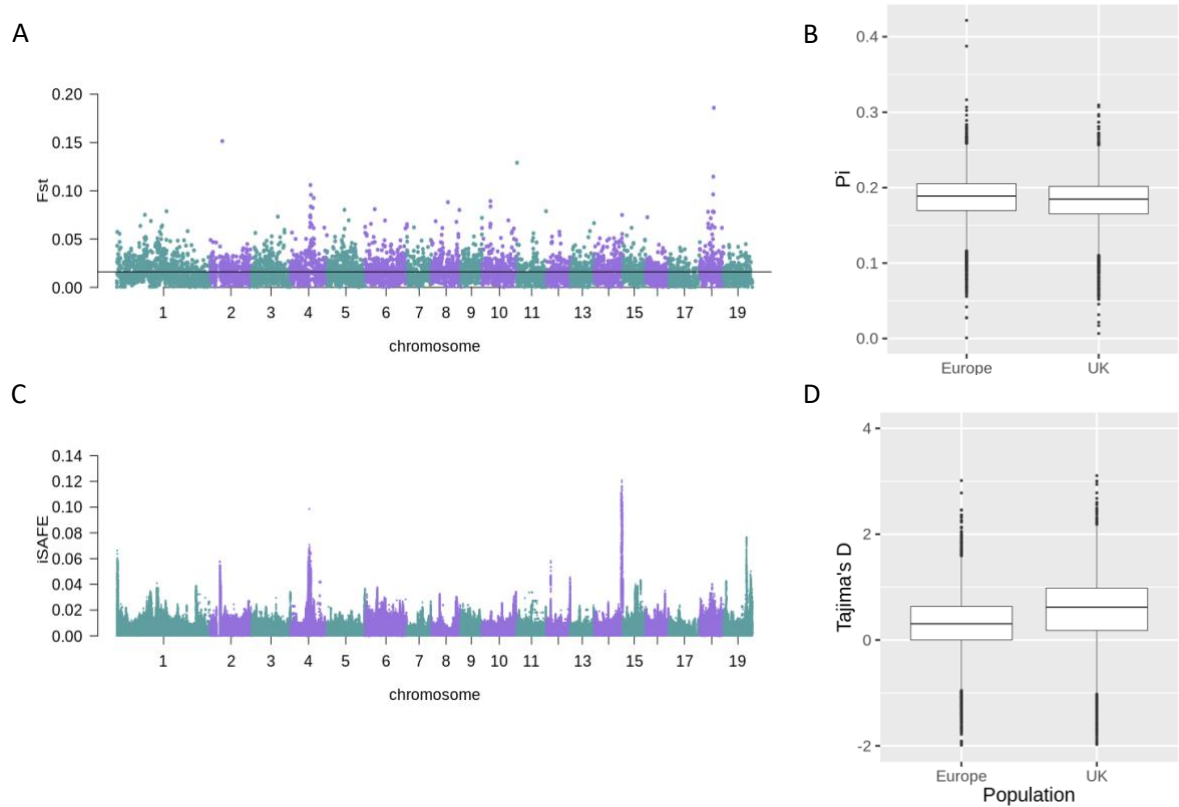 A
0.20
0.15
0.10
0.05
0.00
Fst
1 2 3 4 5 6 7 8 9 10 11 13 15 17 19
chromosome
B
0.4
0.3
0.2
0.1
0.0
Pi
Europe UK
C
0.14
0.12
0.10
0.08
0.06
0.04
0.02
0.00
iSAFE
1 2 3 4 5 6 7 8 9 10 11 13 15 17 19
chromosome
D
4
2
0
-2
Tajima's D
Europe UK
Population